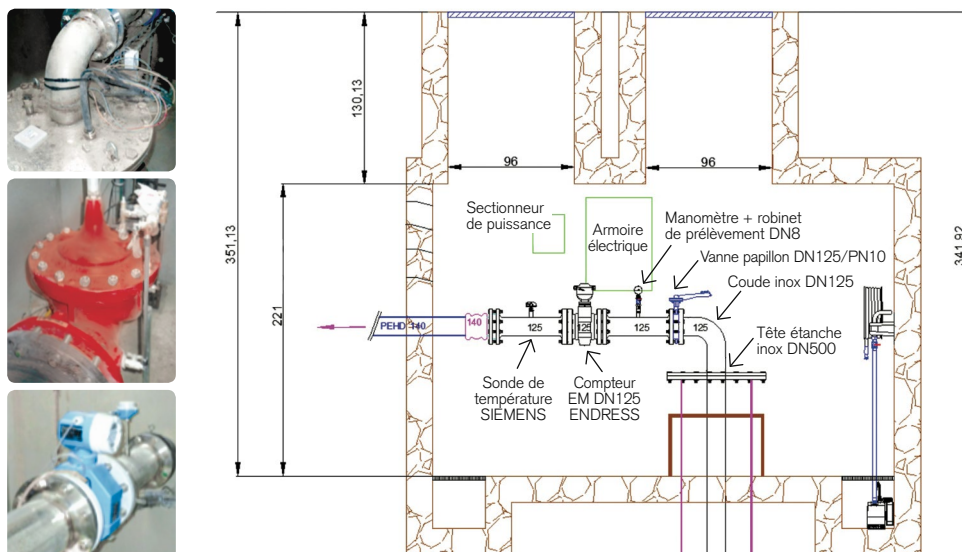 130,13
351,13
221
341,92
96
96
Sectionneur
de puissance
Armoire
électrique
Manomètre + robinet
de prélèvement DN8
Vanne papillon DN125/PN10
Coude inox DN125
PEHD 140
140
125
125
125
125
Tête étanche
inox DN500
Sonde de
température
SIEMENS
Compteur
EM DN125
ENDRESS